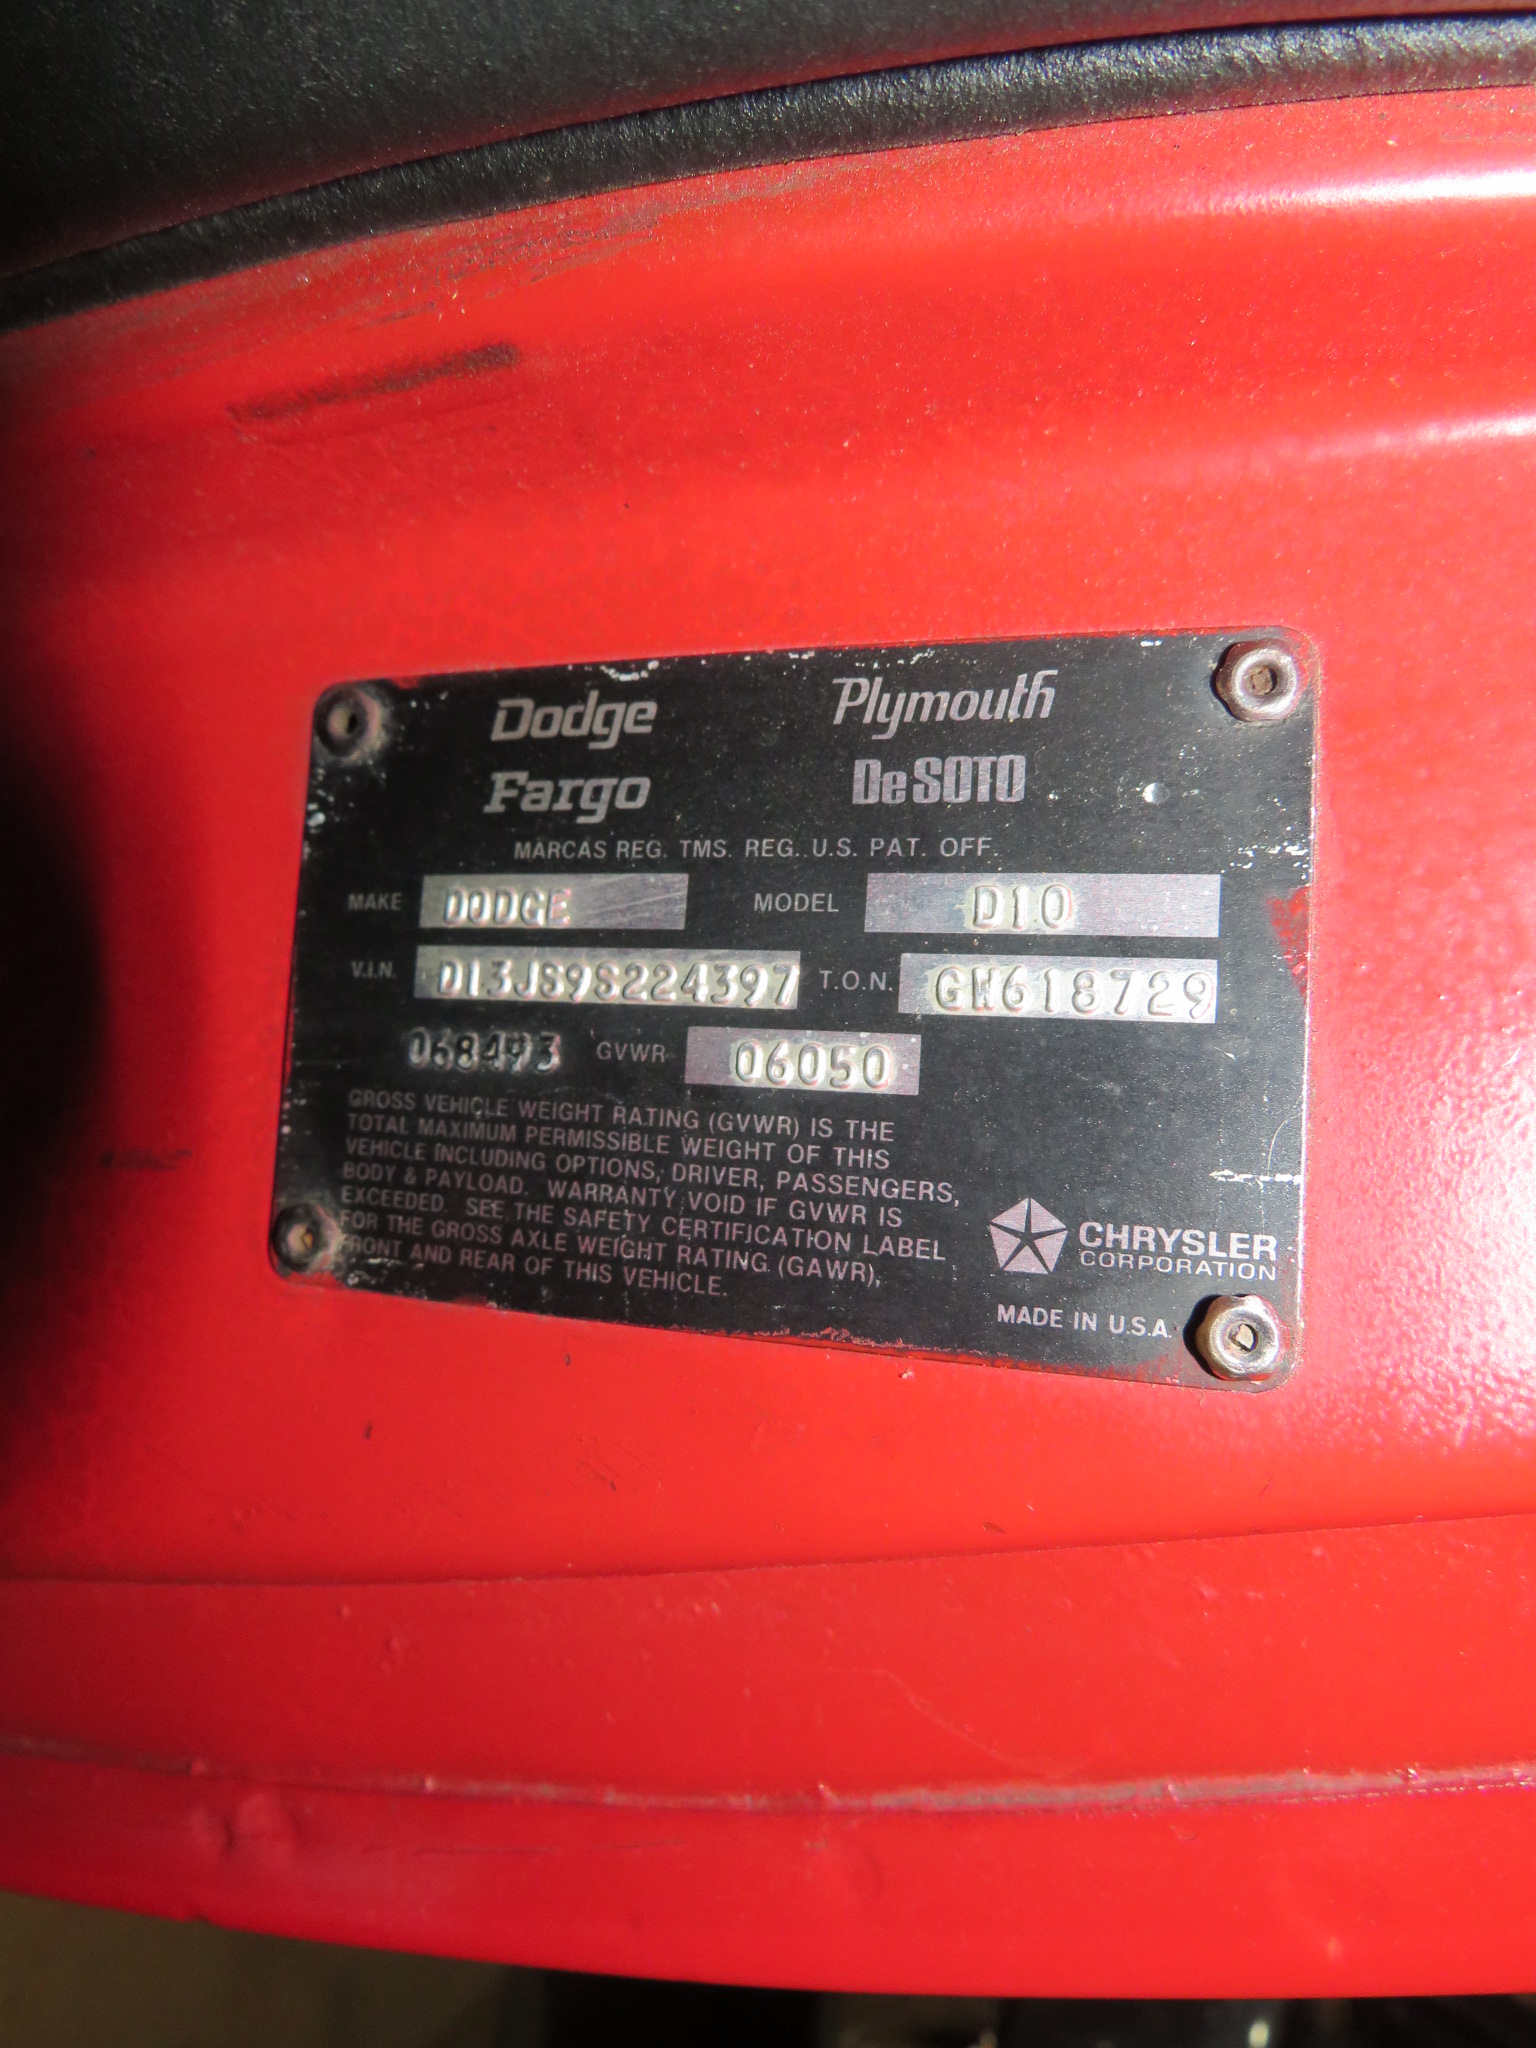 Dodge Plymouth
Fargo DeSOTO
MARCAS REG. TMS. REG. U.S. PAT. OFF.
MAKE DODGE MODEL D10
V.I.N. D13JS9S224397 T.O.N. GW618729
068493 GVWR 06050
GROSS VEHICLE WEIGHT RATING (GVWR) IS THE
TOTAL MAXIMUM PERMISSIBLE WEIGHT OF THIS
VEHICLE INCLUDING OPTIONS, DRIVER, PASSENGERS,
BODY & PAYLOAD. WARRANTY VOID IF GVWR IS
EXCEEDED. SEE THE SAFETY CERTIFICATION LABEL
FOR THE GROSS AXLE WEIGHT RATING (GAWR),
FRONT AND REAR OF THIS VEHICLE.
CHRYSLER
CORPORATION
MADE IN U.S.A.